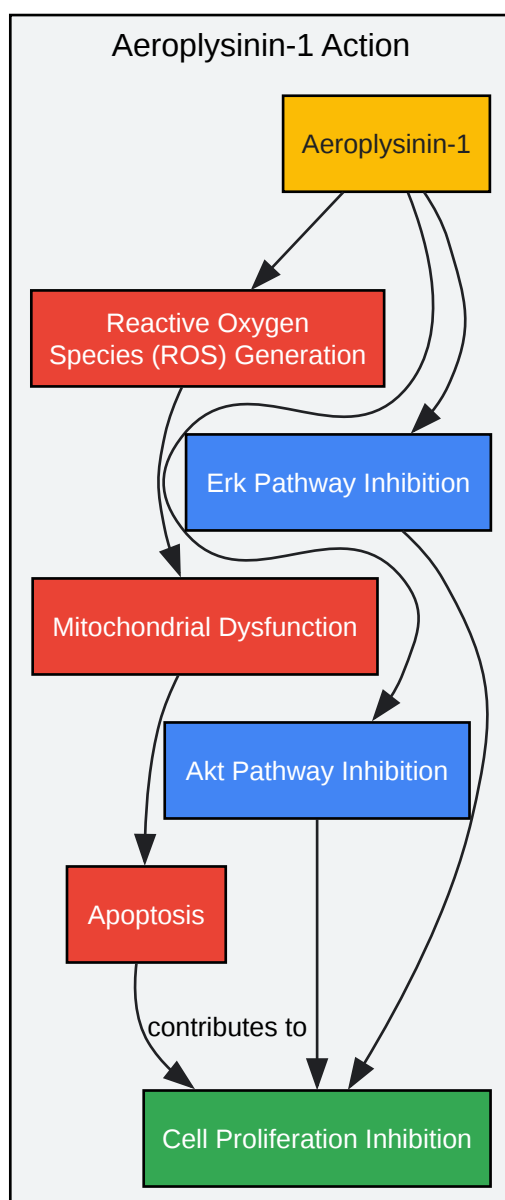 Aeroplysinin-1 Action
Aeroplysinin-1
Reactive Oxygen
Species (ROS) Generation
Erk Pathway Inhibition
Mitochondrial Dysfunction
Akt Pathway Inhibition
Apoptosis
contributes to
Cell Proliferation Inhibition